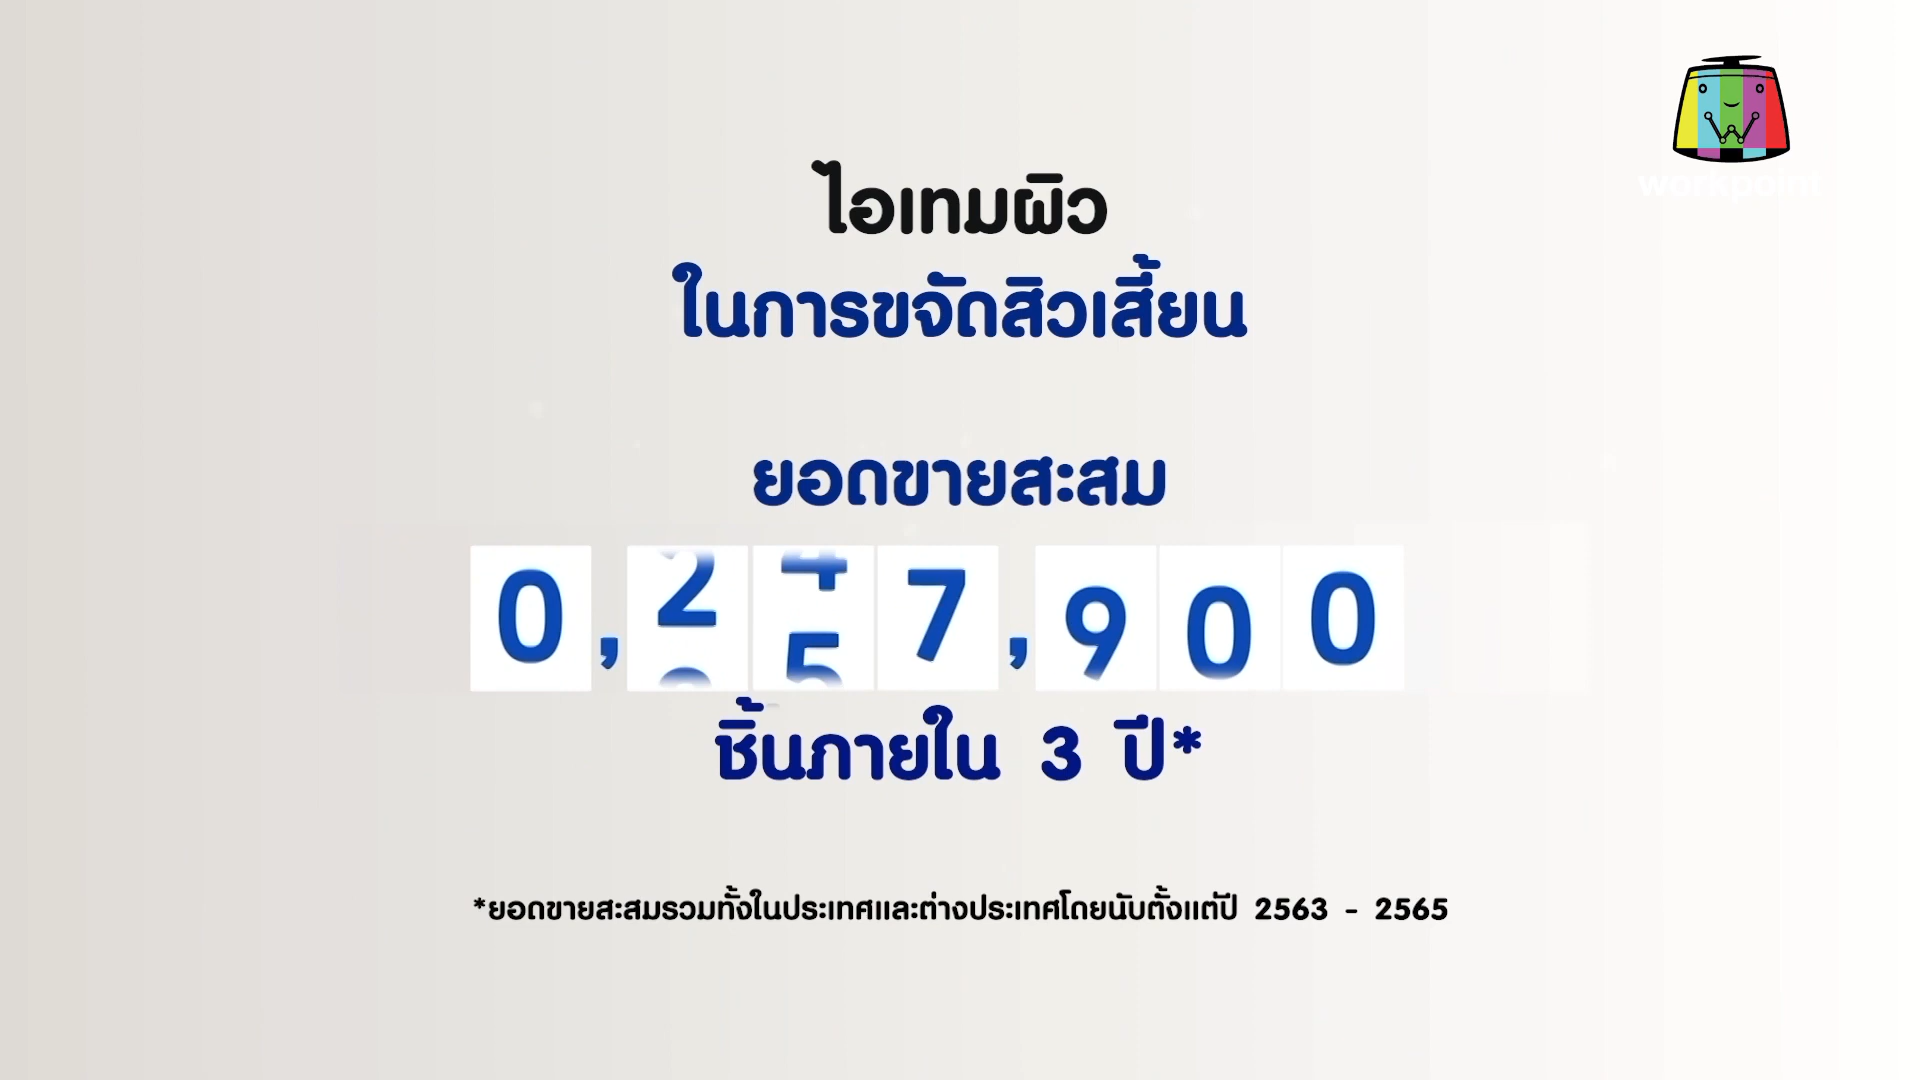 workpoint
ไอเทมผิว
ในการขจัดสิวเสี้ยน
ยอดขายสะสม
0,247,900
ชิ้นภายใน 3 ปี*
*ยอดขายสะสมรวมทั้งในประเทศและต่างประเทศโดยนับตั้งแต่ปี 2563 - 2565